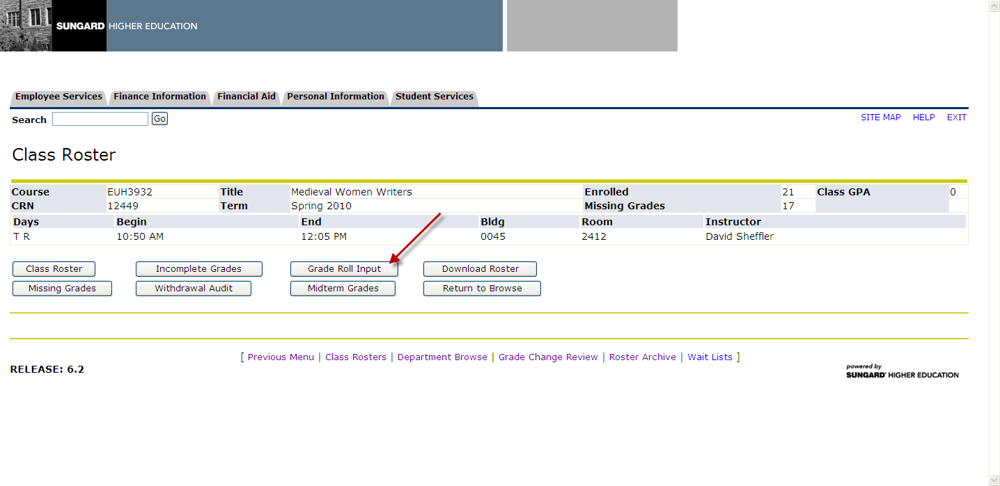 SUNGARD HIGHER EDUCATION
Employee Services Finance Information Financial Aid Personal Information Student Services
Search Go SITE MAP HELP EXIT
Class Roster
Course EUH3932 Title Medieval Women Writers Enrolled 21 Class GPA 0
CRN 12449 Term Spring 2010 Missing Grades 17
Days Begin End Bldg Room Instructor
T R 10:50 AM 12:05 PM 0045 2412 David Sheffler
Class Roster Incomplete Grades Grade Roll Input Download Roster
Missing Grades Withdrawal Audit Midterm Grades Return to Browse
[ Previous Menu | Class Rosters | Department Browse | Grade Change Review | Roster Archive | Wait Lists ]
RELEASE: 6.2
powered by
SUNGARD® HIGHER EDUCATION